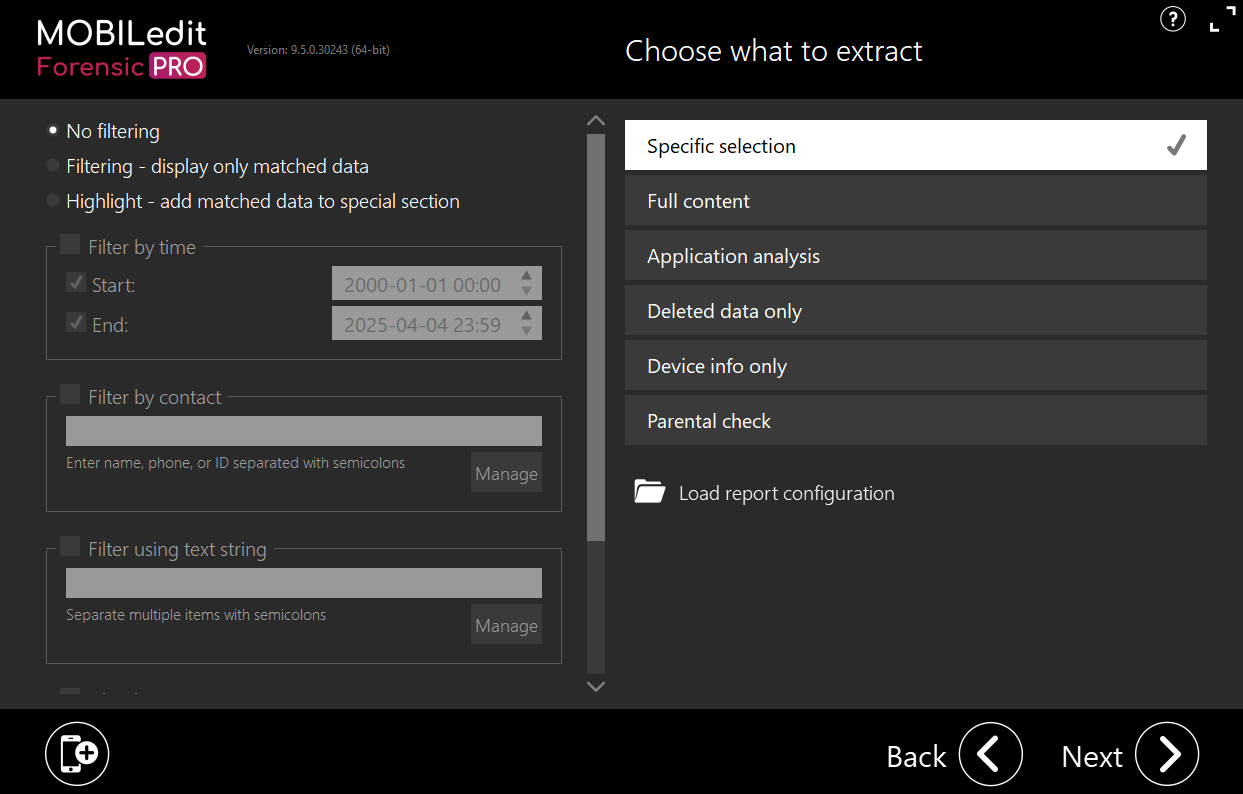 MOBILedit
Forensic PRO
Version: 9.5.0.30243 (64-bit)
Choose what to extract
?
No filtering
Filtering - display only matched data
Highlight - add matched data to special section
Filter by time
Start:
2000-01-01 00:00
End:
2025-04-04 23:59
Filter by contact
Enter name, phone, or ID separated with semicolons
Manage
Filter using text string
Separate multiple items with semicolons
Manage
Specific selection
Full content
Application analysis
Deleted data only
Device info only
Parental check
Load report configuration
Back
Next